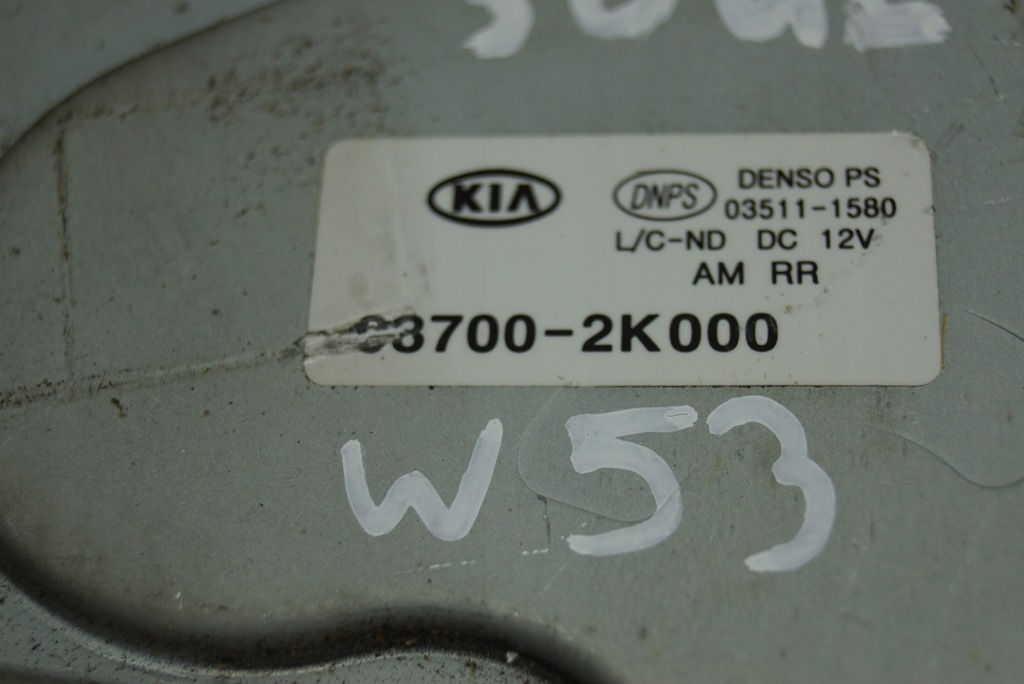 KIA
DNPS DENSO PS
03511-1580
L/C-ND DC 12V
AM RR
8700-2K000
W53